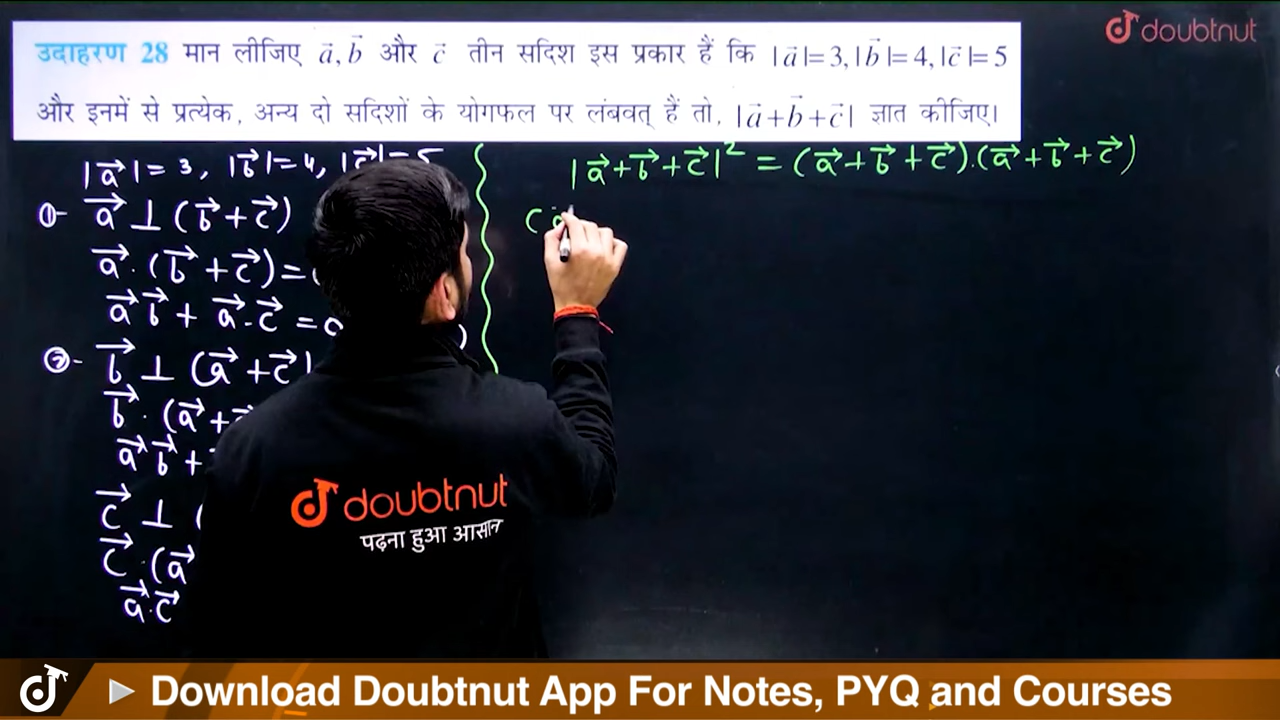 उदाहरण 28 मान लीजिए a⃗, b⃗ और c⃗ तीन सदिश इस प्रकार हैं कि |a⃗|=3, |b⃗|=4, |c⃗|=5
और इनमें से प्रत्येक, अन्य दो सदिशों के योगफल पर लंबवत् हैं तो, |a⃗+b⃗+c⃗| ज्ञात कीजिए।
doubtnut
|a⃗|=3, |b⃗|=4, |c⃗|=5
①- a⃗ ⊥ (b⃗+c⃗)
a⃗·(b⃗+c⃗)=
a⃗b⃗ + a⃗·c⃗ =0
②- b⃗ ⊥ (a⃗+c⃗)
b⃗·(a⃗+
a⃗b⃗+
c⃗ ⊥ (
c⃗·(a⃗
a⃗·c⃗
|a⃗+b⃗+c⃗|² = (a⃗+b⃗+c⃗).(a⃗+b⃗+c⃗)
(a
doubtnut
पढ़ना हुआ आसान
Download Doubtnut App For Notes, PYQ and Courses